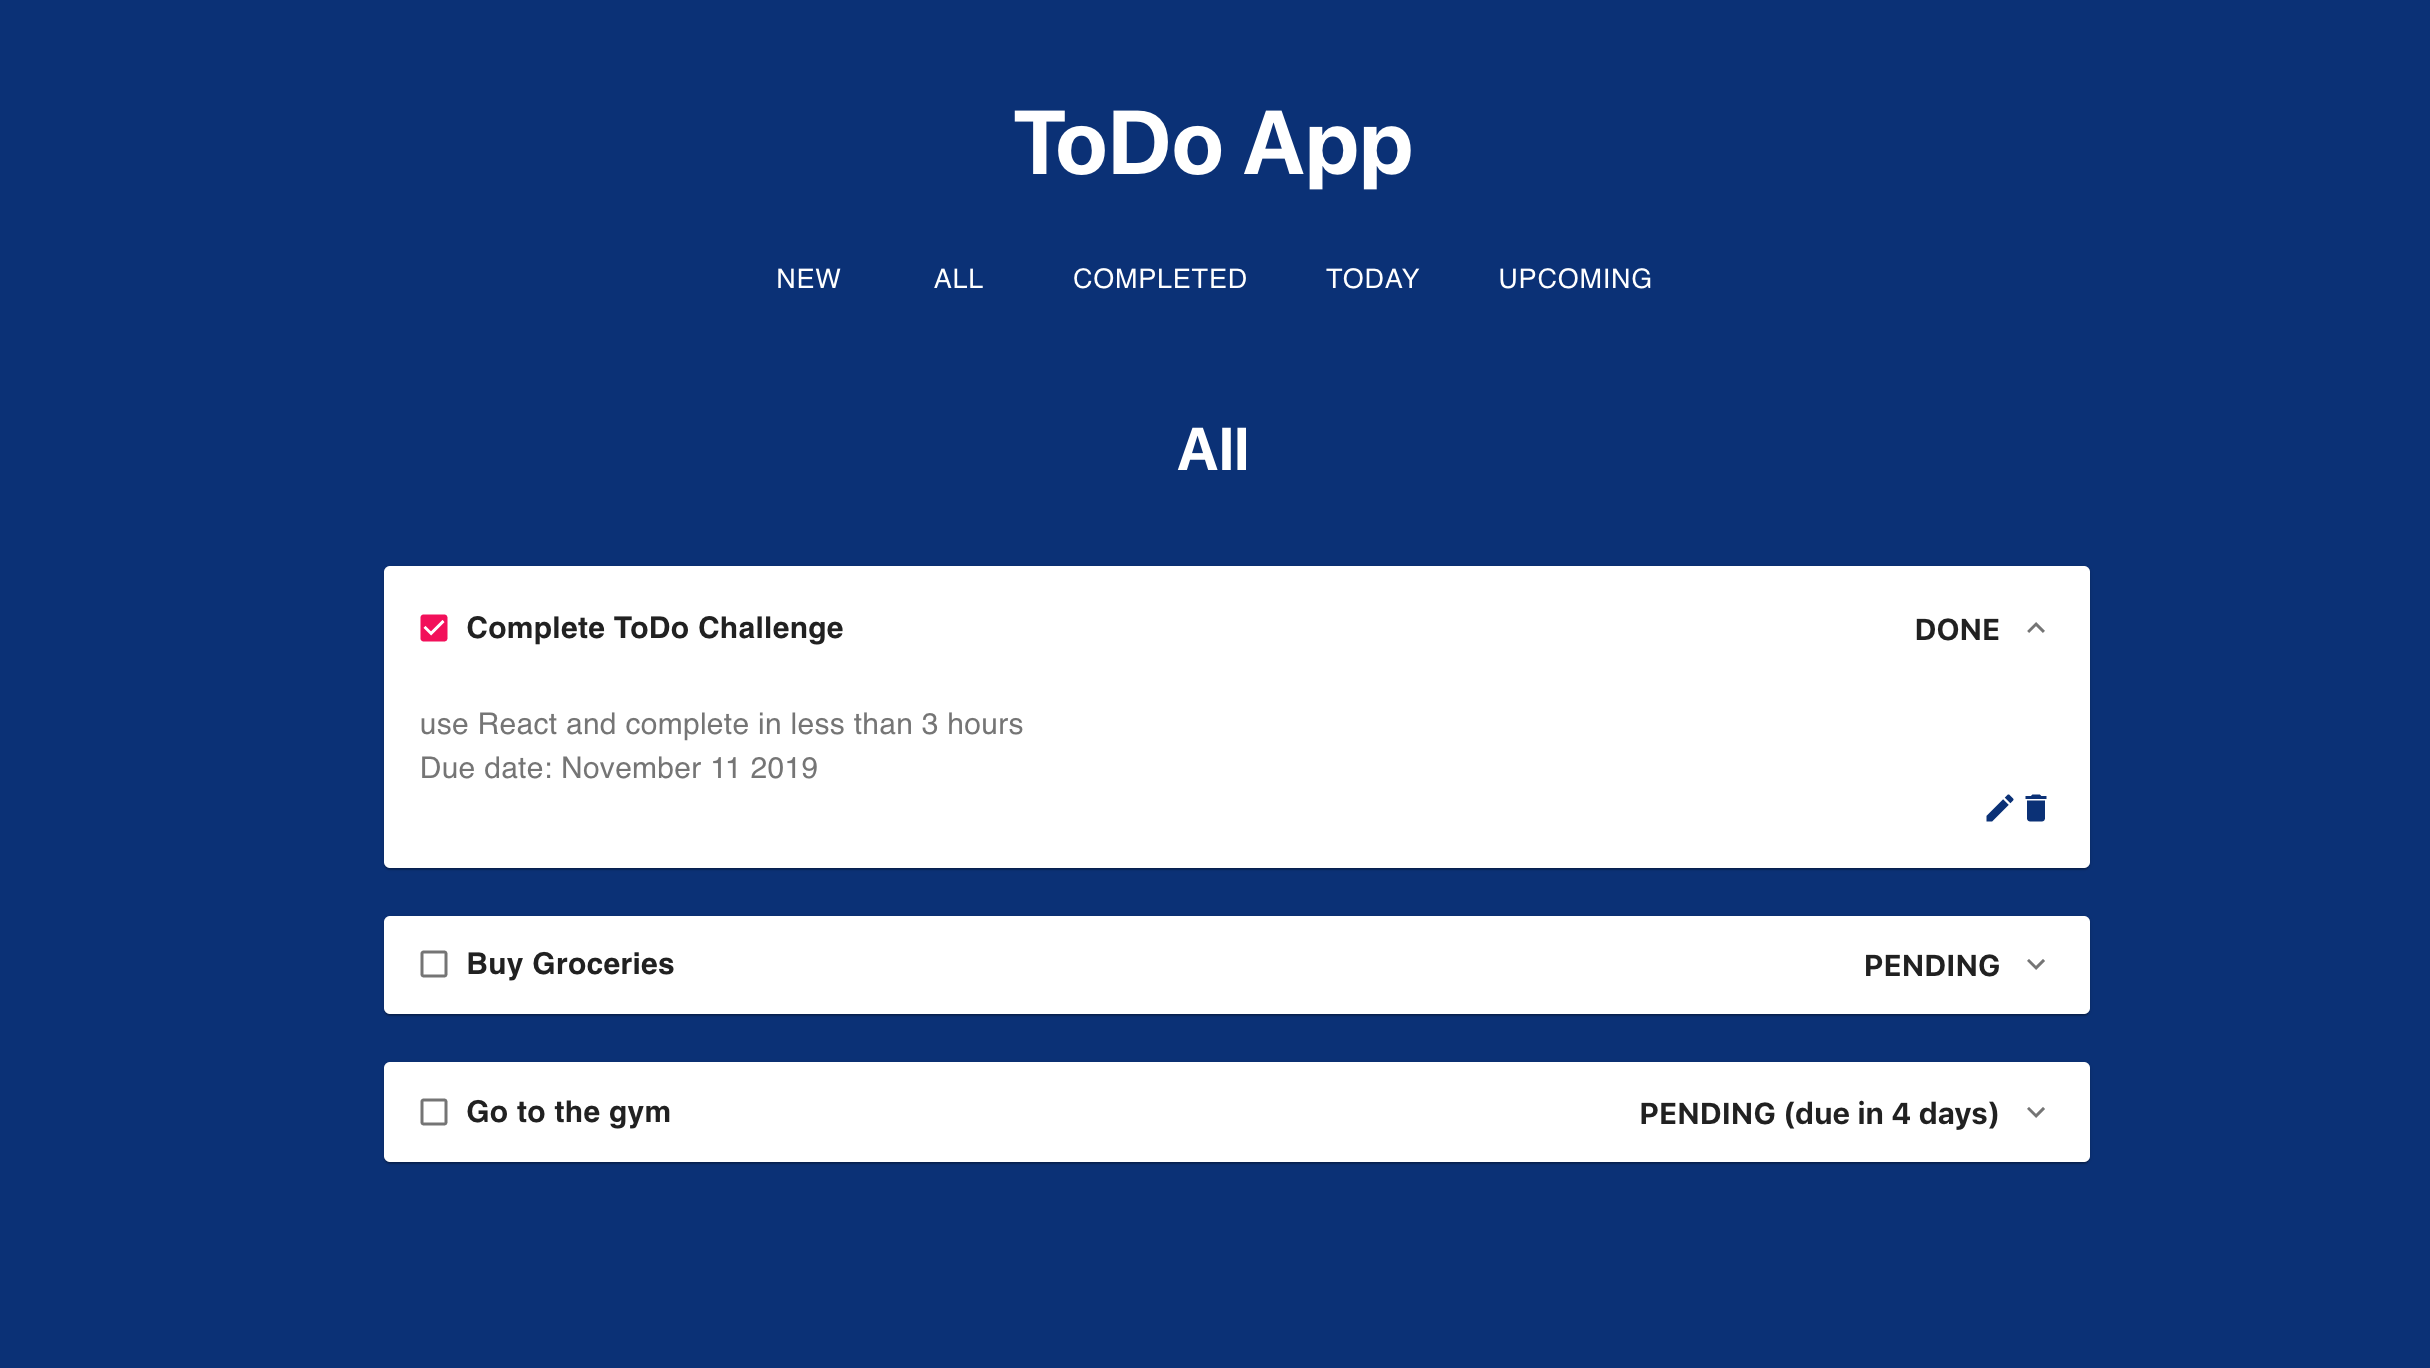 ToDo App
NEW ALL COMPLETED TODAY UPCOMING
All
Complete ToDo Challenge DONE
use React and complete in less than 3 hours
Due date: November 11 2019
Buy Groceries PENDING
Go to the gym PENDING (due in 4 days)